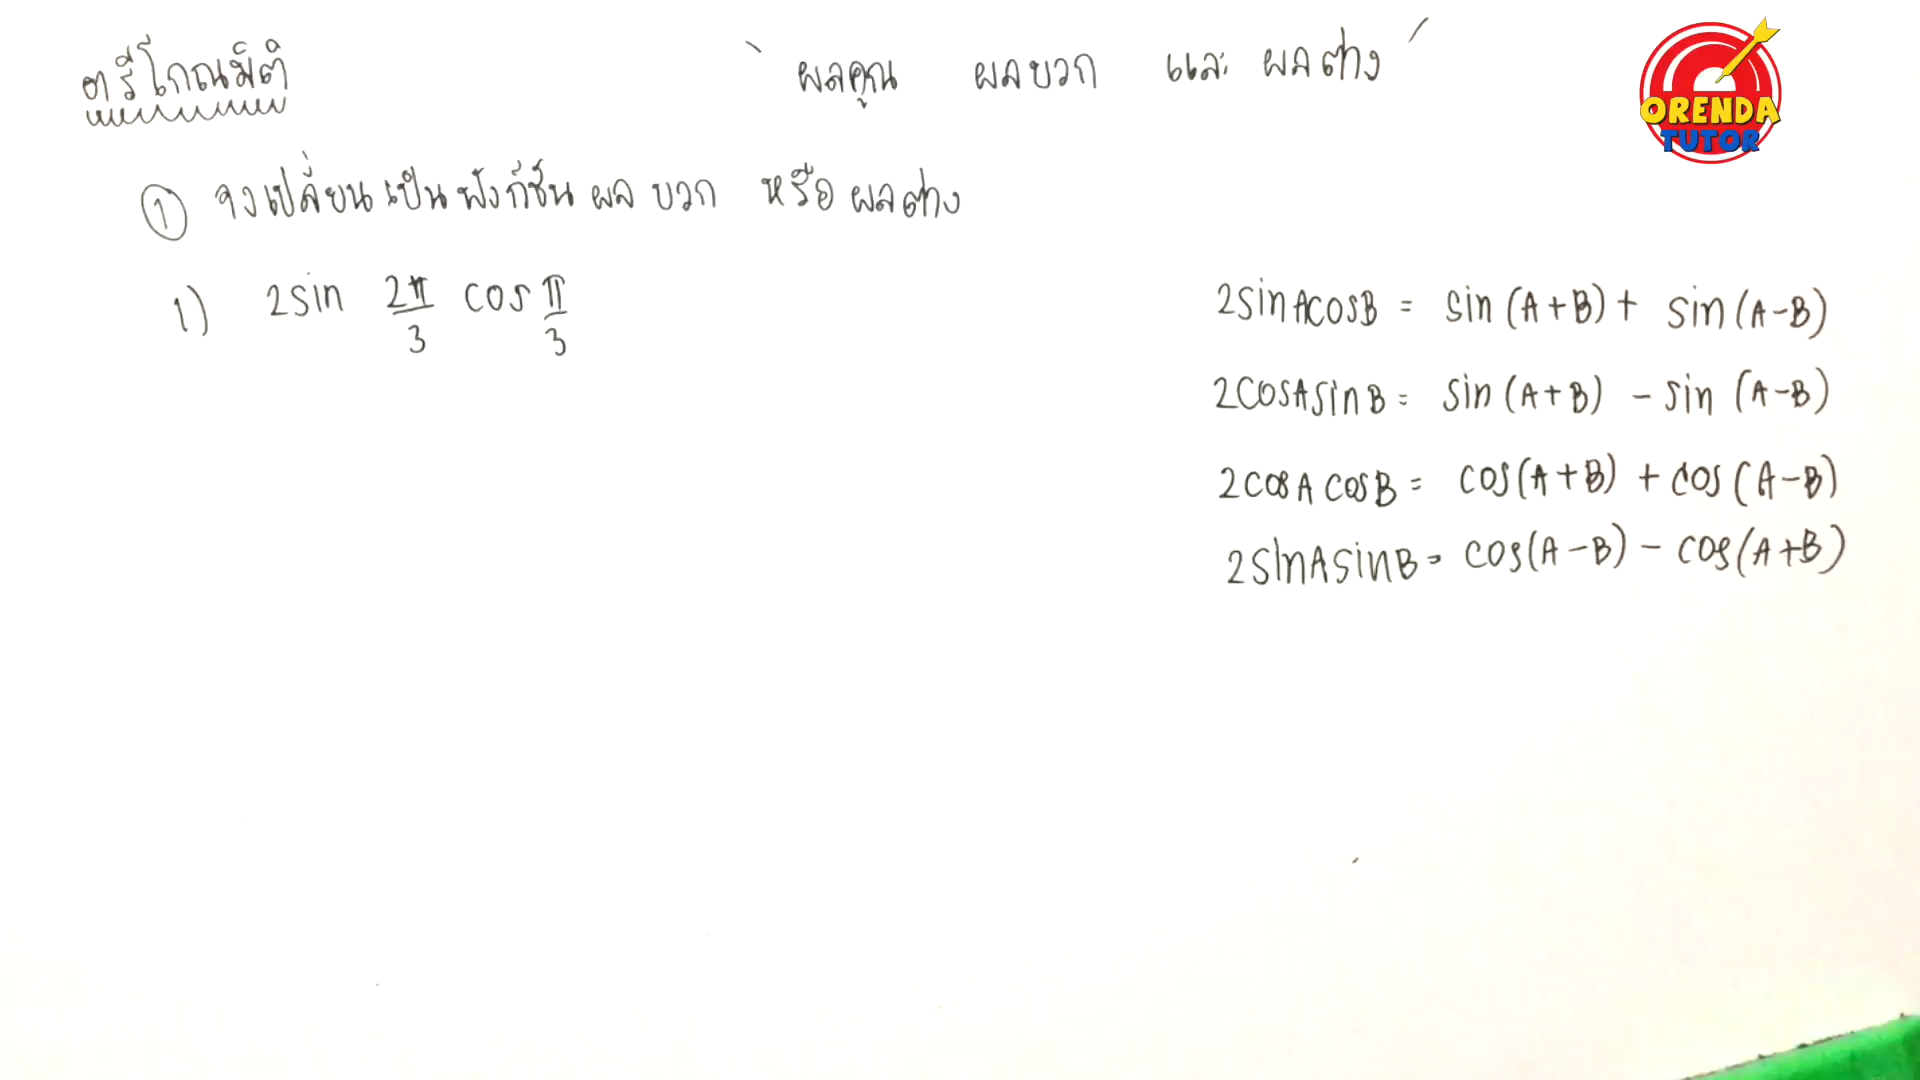 ตรีโกณมิติ
` ผลคูณ ผลบวก และ ผลต่าง ´
ORENDA
TUTOR
① จงเปลี่ยนเป็นฟังก์ชัน ผล บวก หรือ ผลต่าง
1) 2sin 2π/3 cos π/3
2sinAcosB = sin (A+B) + sin (A-B)
2cosAsinB = sin (A+B) - sin (A-B)
2cosA cosB = cos(A+B) + cos (A-B)
2sinAsinB = cos(A-B) - cos(A+B)